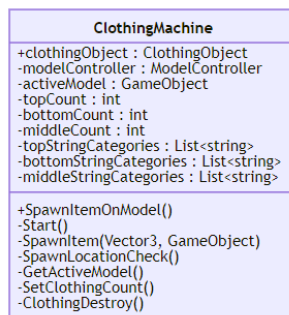 ClothingMachine
+clothingObject : ClothingObject
-modelController : ModelController
-activeModel : GameObject
-topCount : int
-bottomCount : int
-middleCount : int
-topStringCategories : List<string>
-bottomStringCategories : List<string>
-middleStringCategories : List<string>
+SpawnItemOnModel()
-Start()
-SpawnItem(Vector3, GameObject)
-SpawnLocationCheck()
-GetActiveModel()
-SetClothingCount()
-ClothingDestroy()